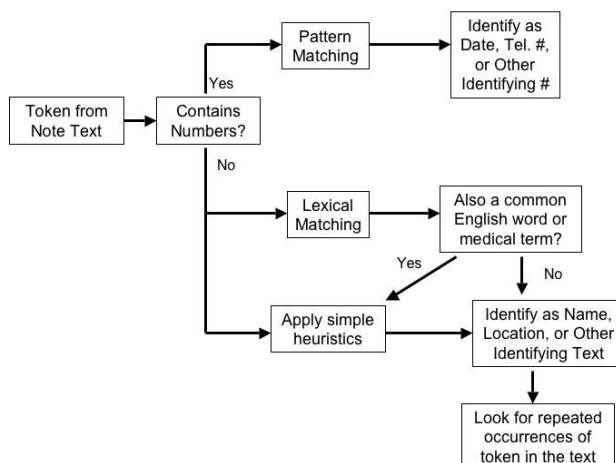 Pattern
Matching
Identify as
Date, Tel. #,
or Other
Identifying #
Yes
Token from
Note Text
Contains
Numbers?
No
Lexical
Matching
Also a common
English word or
medical term?
Yes
No
Apply simple
heuristics
Identify as Name,
Location, or Other
Identifying Text
Look for repeated
occurrences of
token in the text